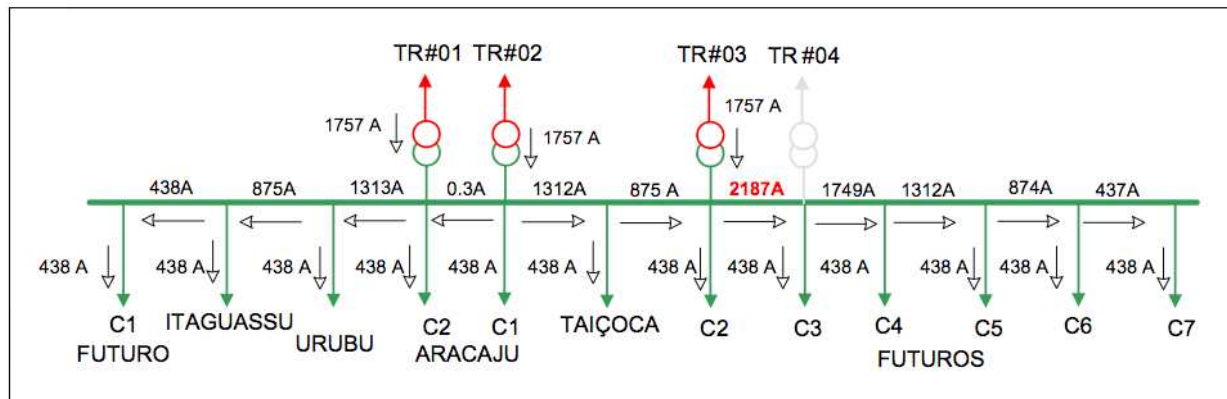 TR#01 TR#02 TR#03 TR#04
1757 A 1757 A 1757 A
438A 875A 1313A 0.3A 1312A 875 A 2187A 1749A 1312A 874A 437A
438 A 438 A 438 A 438 A 438 A 438 A 438 A 438 A 438 A 438 A 438 A 438 A
C1 ITAGUASSU URUBU C2 C1 TAIÇOCA C2 C3 C4 C5 C6 C7
FUTURO ARACAJU FUTUROS